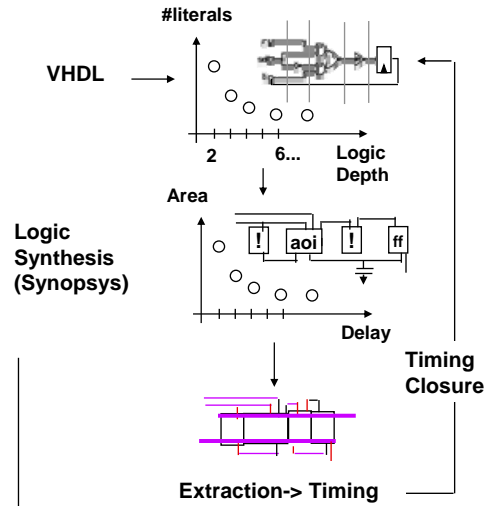 #literals
VHDL
2
6...
Logic
Depth
Area
!
aoi
!
ff
Logic
Synthesis
(Synopsys)
Delay
Timing
Closure
Extraction-> Timing